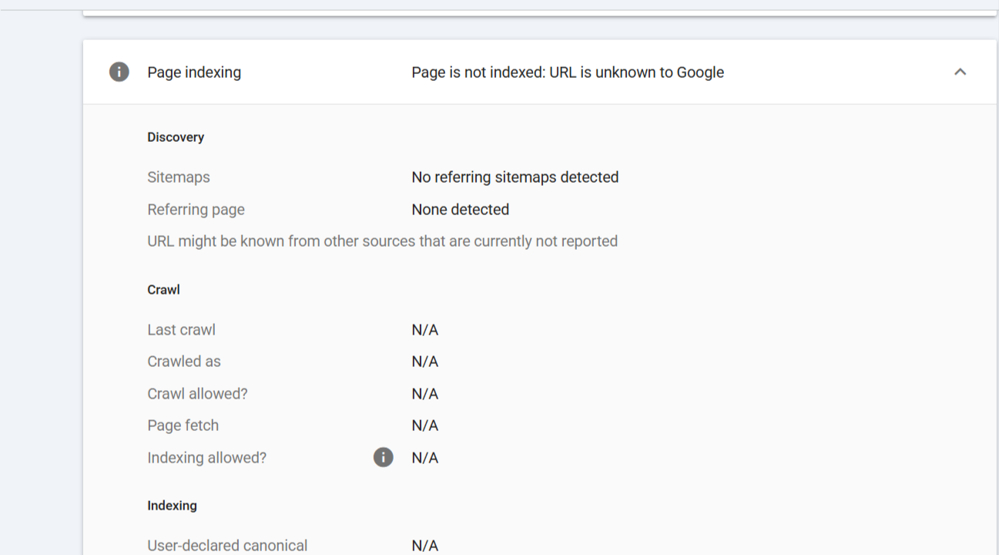 Page indexing Page is not indexed: URL is unknown to Google
Discovery
Sitemaps No referring sitemaps detected
Referring page None detected
URL might be known from other sources that are currently not reported
Crawl
Last crawl N/A
Crawled as N/A
Crawl allowed? N/A
Page fetch N/A
Indexing allowed? N/A
Indexing
User-declared canonical N/A